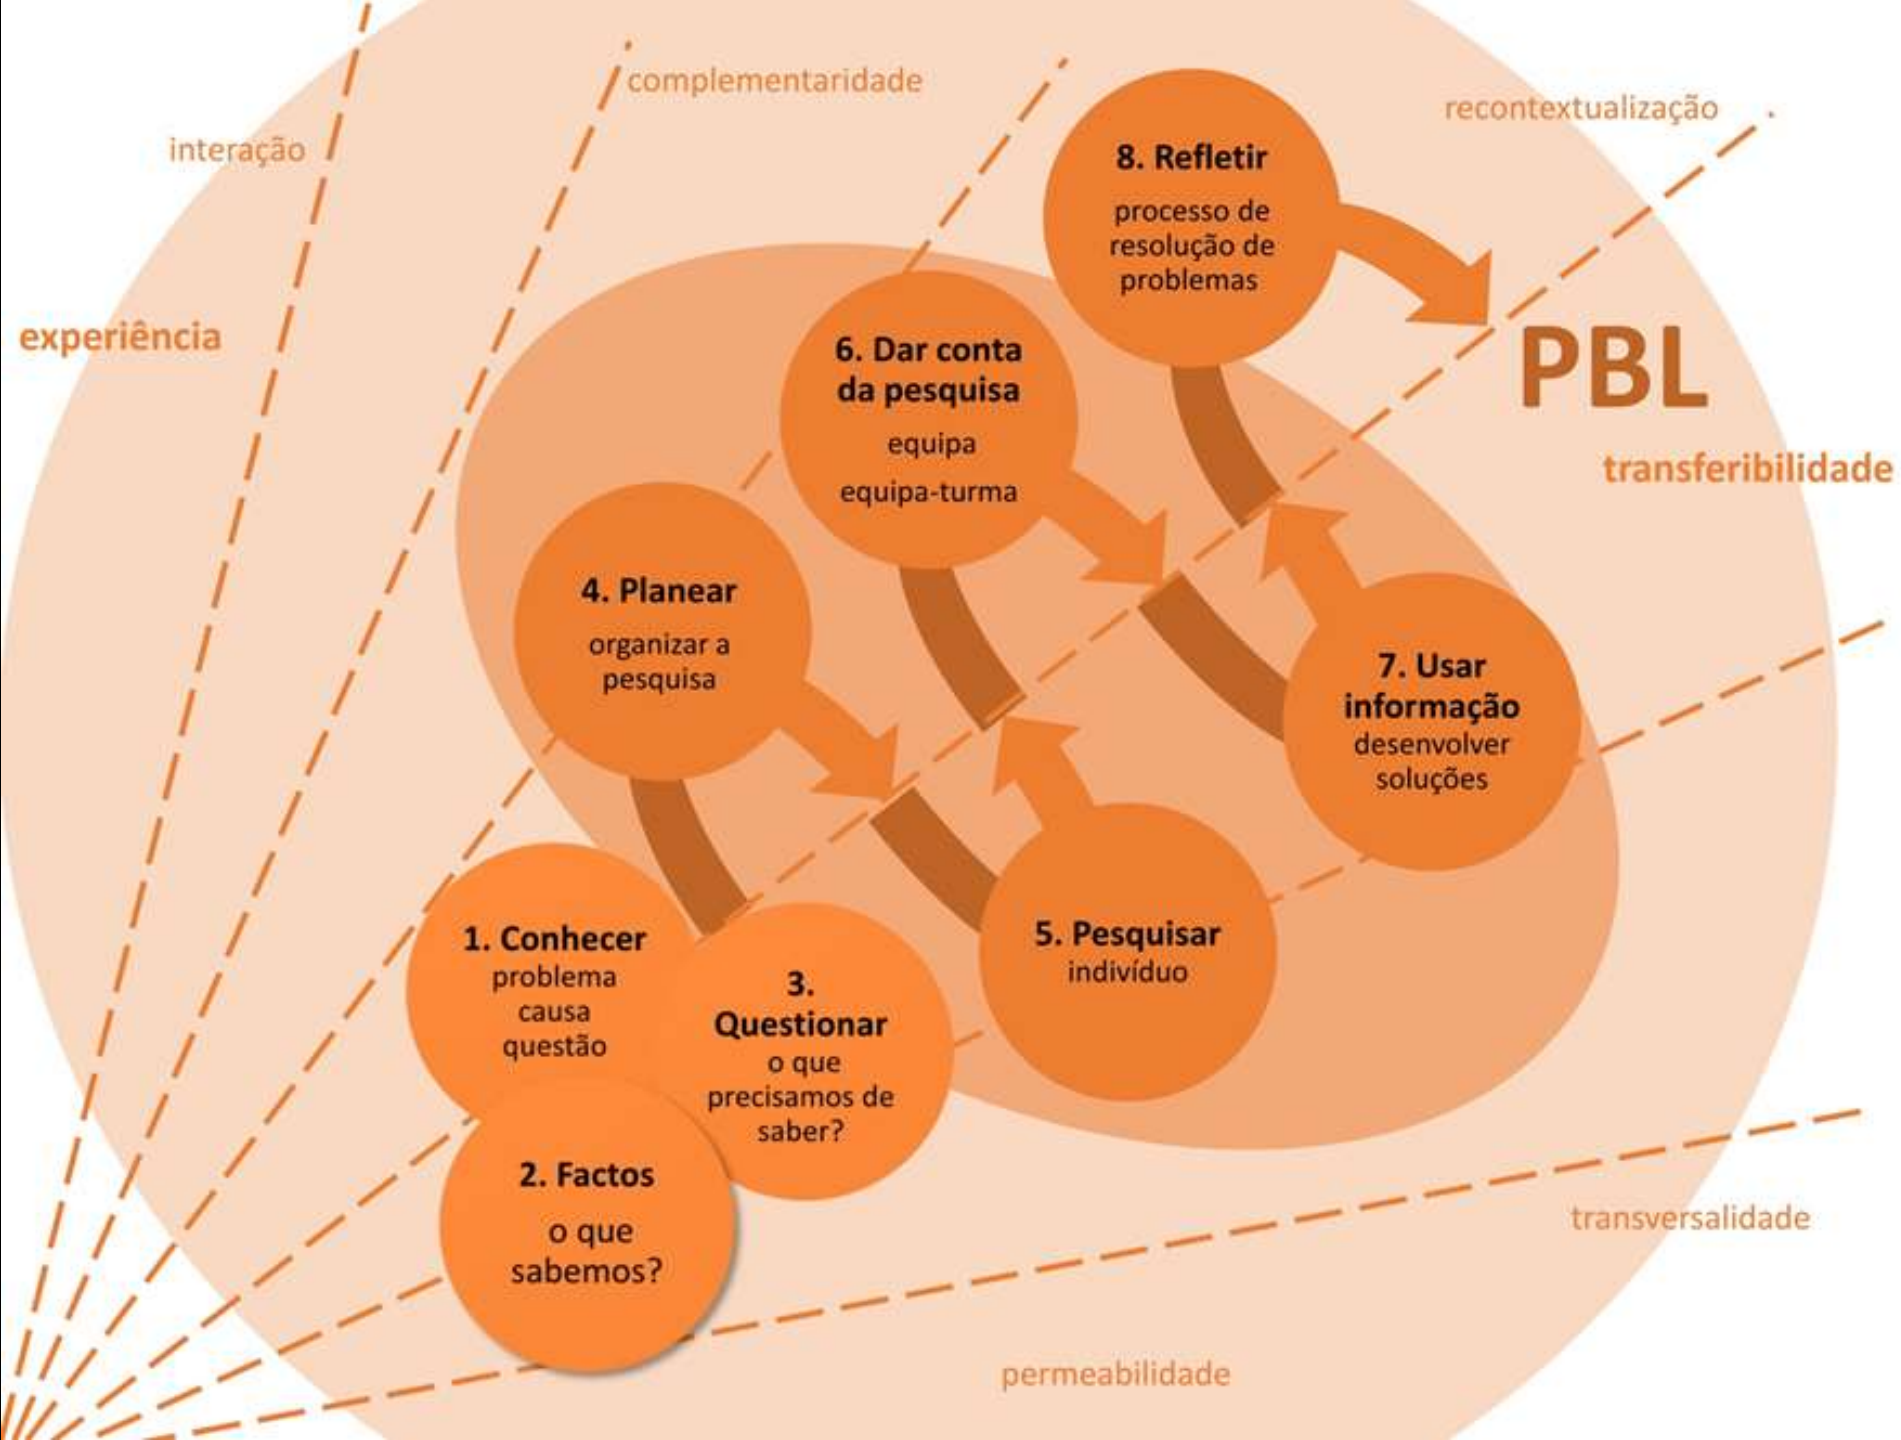 complementaridade
recontextualização
interação
experiência
8. Refletir
processo de
resolução de
problemas
PBL
transferibilidade
6. Dar conta
da pesquisa
equipa
equipa-turma
4. Planear
organizar a
pesquisa
7. Usar
informação
desenvolver
soluções
5. Pesquisar
indivíduo
1. Conhecer
problema
causa
questão
3.
Questionar
o que
precisamos de
saber?
2. Factos
o que
sabemos?
transversalidade
permeabilidade